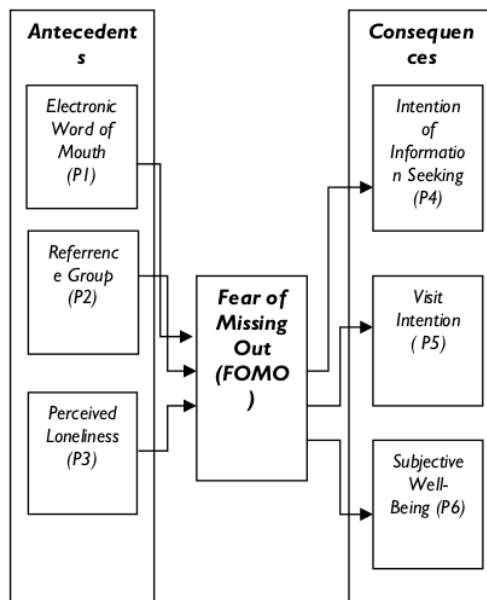 Antecedent
s
Electronic
Word of
Mouth
(P1)
Referrenc
e Group
(P2)
Perceived
Loneliness
(P3)
Fear of
Missing
Out
(FOMO
)
Consequen
ces
Intention
of
Informatio
n Seeking
(P4)
Visit
Intention
( P5)
Subjective
Well-
Being (P6)